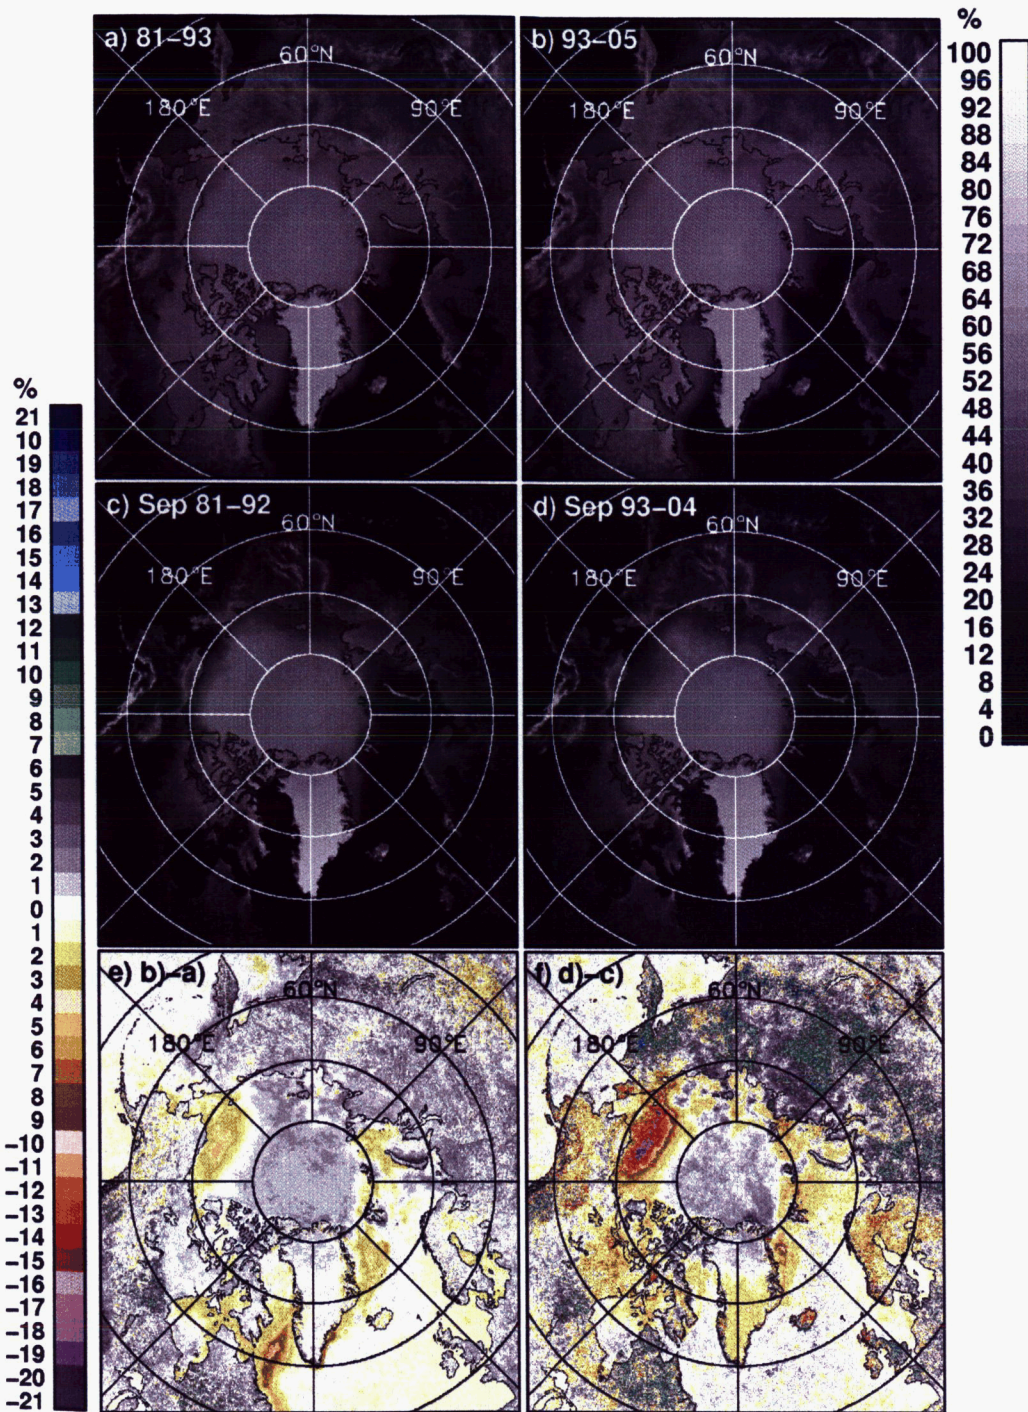 %
a) 81–93
60°N
180°E
90°E
b) 93–05
60°N
180°E
90°E
100
96
92
88
84
80
76
72
68
64
60
56
52
48
44
40
36
32
28
24
20
16
12
8
4
0
%
21
10
19
18
17
16
15
14
13
12
11
10
9
8
7
6
5
4
3
2
1
0
1
2
3
4
5
6
7
8
9
–10
–11
–12
–13
–14
–15
–16
–17
–18
–19
–20
–21
c) Sep 81–92
60°N
180°E
90°E
d) Sep 93–04
60°N
180°E
90°E
e) b)–a)
60°N
180°E
90°E
f) d)–c)
60°N
180°E
90°E